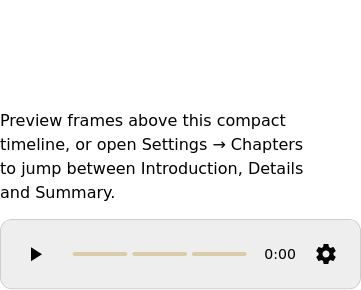 Preview frames above this compact
timeline, or open Settings → Chapters
to jump between Introduction, Details
and Summary.
0:00